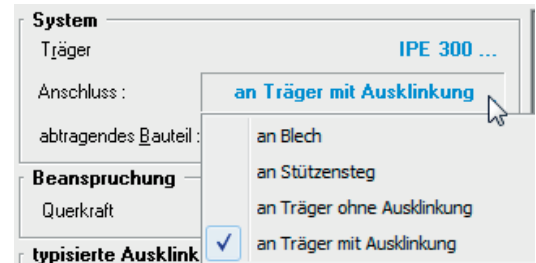 System
Träger IPE 300 ...
Anschluss : an Träger mit Ausklinkung
abtragendes Bauteil : an Blech
an Stützensteg
Beanspruchung
Querkraft an Träger ohne Ausklinkung
typisierte Ausklink an Träger mit Ausklinkung